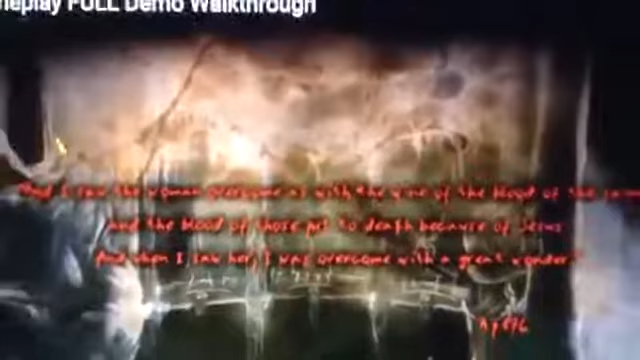 meplay FULL Demo Walkthrough
"And I saw the woman overcome as with the wine of the blood of the
and the blood of those put to death because of Jesus
And when I saw her, I was overcome with a great wonder"